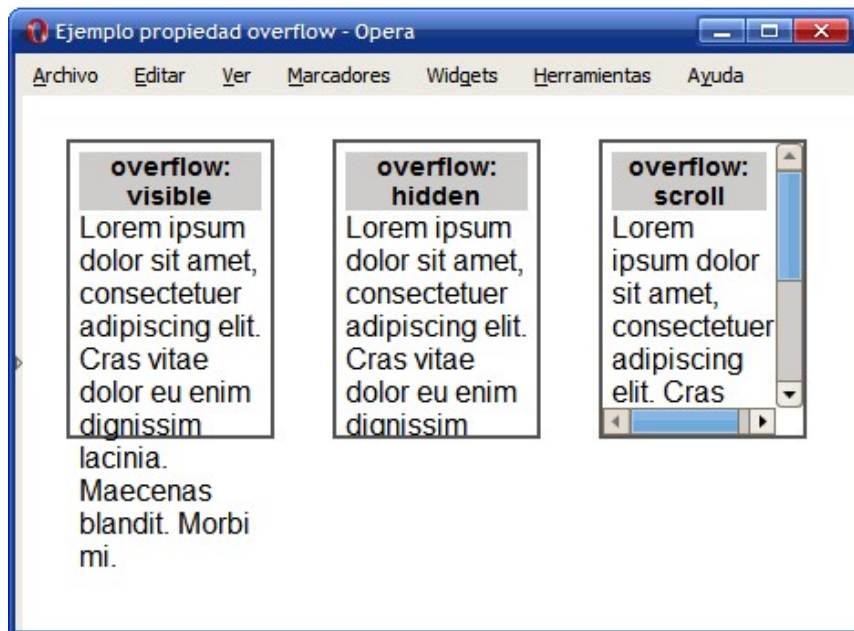 Ejemplo propiedad overflow - Opera
Archivo Editar Ver Marcadores Widgets Herramientas Ayuda
overflow:
visible
Lorem ipsum
dolor sit amet,
consectetuer
adipiscing elit.
Cras vitae
dolor eu enim
dignissim
lacinia.
Maecenas
blandit. Morbi
mi.
overflow:
hidden
Lorem ipsum
dolor sit amet,
consectetuer
adipiscing elit.
Cras vitae
dolor eu enim
dignissim
overflow:
scroll
Lorem
ipsum dolor
sit amet,
consectetuer
adipiscing
elit. Cras